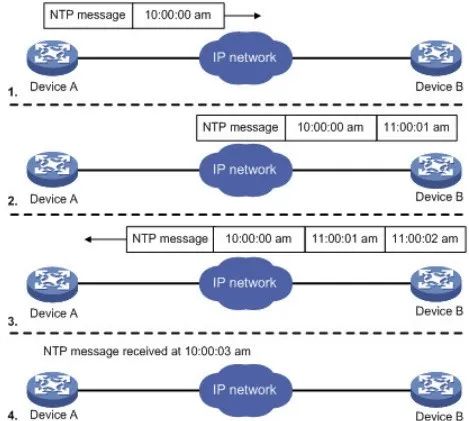 NTP message 10:00:00 am
IP network
Device A Device B
1.
NTP message 10:00:00 am 11:00:01 am
IP network
Device A Device B
2.
NTP message 10:00:00 am 11:00:01 am 11:00:02 am
IP network
Device A Device B
3.
NTP message received at 10:00:03 am
IP network
4. Device A Device B